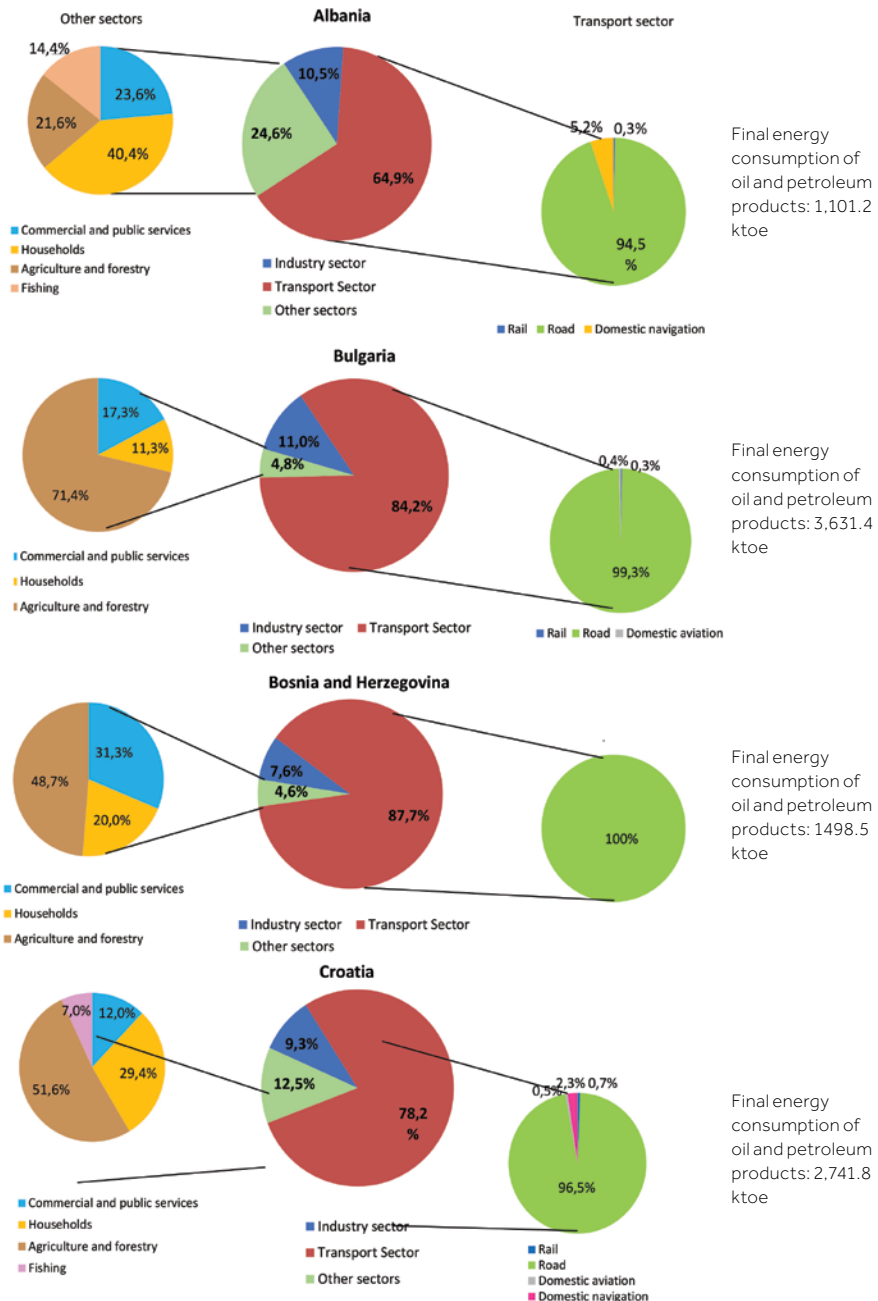 Albania
Other sectors
Transport sector
14,4%
23,6%
21,6%
40,4%
10,5%
24,6%
64,9%
5,2%
0,3%
94,5
%
Final energy
consumption of
oil and petroleum
products: 1,101.2
ktoe
Commercial and public services
Households
Agriculture and forestry
Fishing
Industry sector
Transport Sector
Other sectors
Rail Road Domestic navigation
Bulgaria
17,3%
11,3%
71,4%
11,0%
4,8%
84,2%
0,4%
0,3%
99,3%
Final energy
consumption of
oil and petroleum
products: 3,631.4
ktoe
Commercial and public services
Households
Agriculture and forestry
Industry sector Transport Sector
Other sectors
Rail Road Domestic aviation
Bosnia and Herzegovina
31,3%
48,7%
20,0%
7,6%
4,6%
87,7%
100%
Final energy
consumption of
oil and petroleum
products: 1498.5
ktoe
Commercial and public services
Households
Agriculture and forestry
Industry sector Transport Sector
Other sectors
Croatia
7,0%
12,0%
29,4%
51,6%
9,3%
12,5%
78,2
%
0,5%
2,3%
0,7%
96,5%
Final energy
consumption of
oil and petroleum
products: 2,741.8
ktoe
Commercial and public services
Households
Agriculture and forestry
Fishing
Industry sector
Transport Sector
Other sectors
Rail
Road
Domestic aviation
Domestic navigation